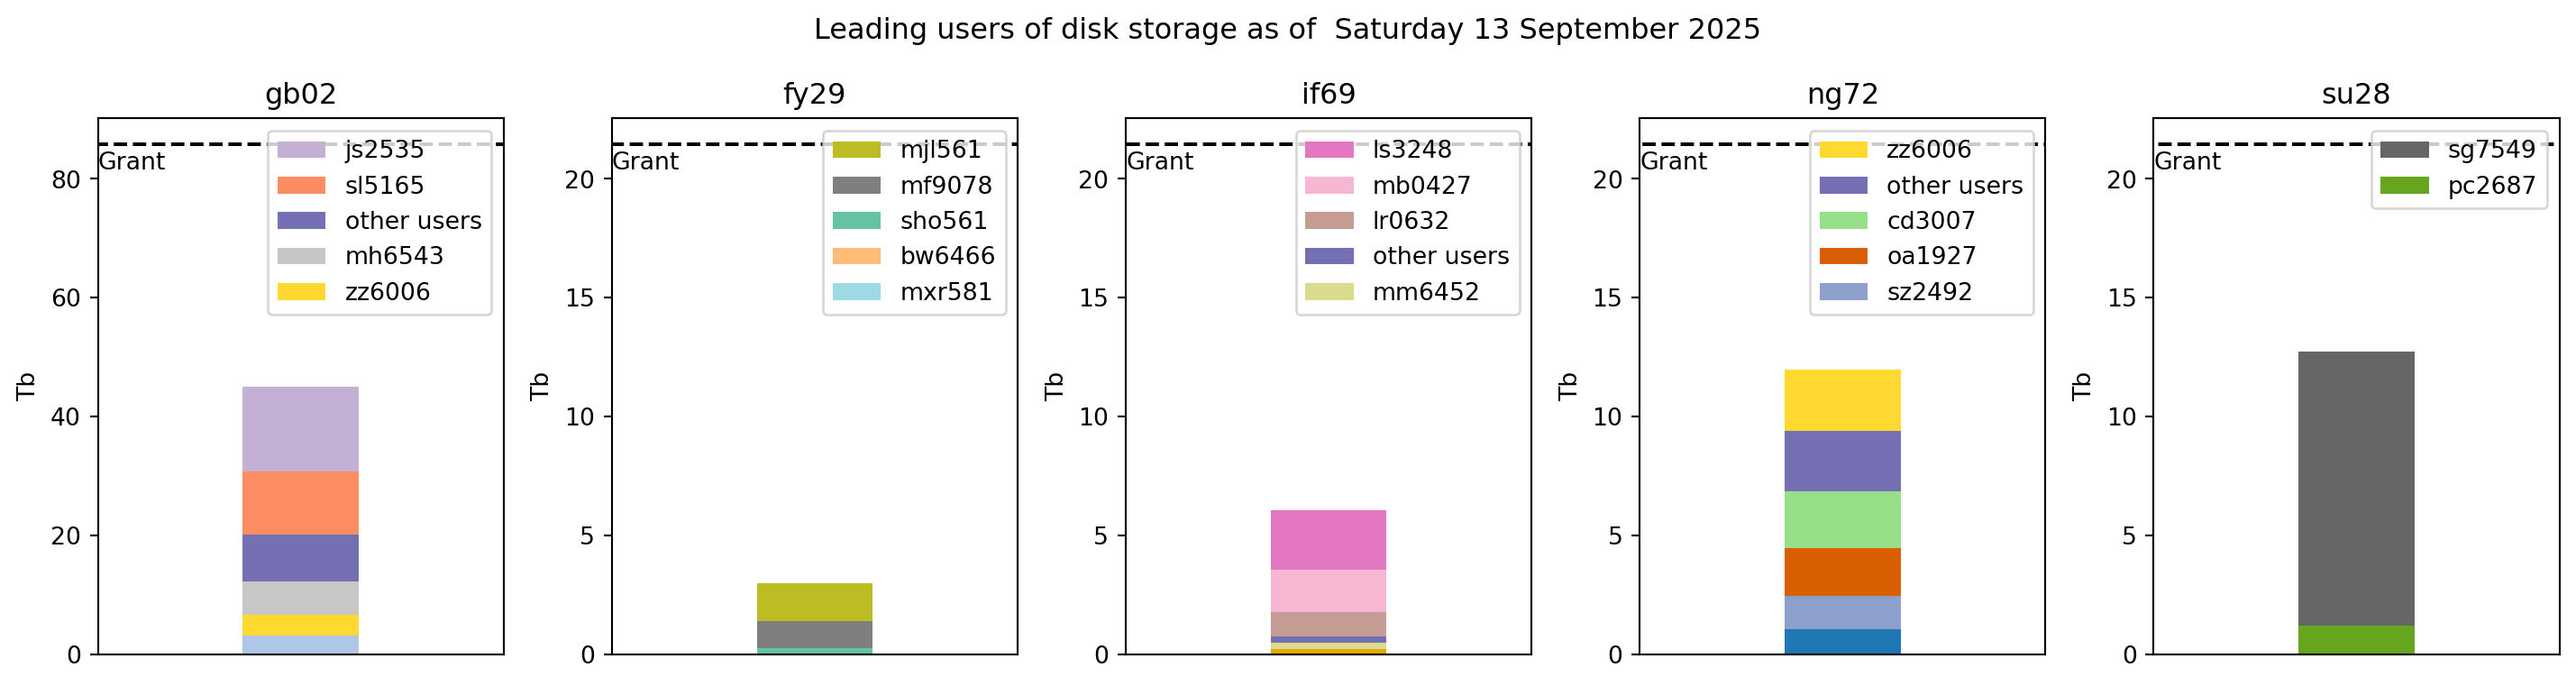 Leading users of disk storage as of  Saturday 13 September 2025
gb02
Tb
80
60
40
20
0
Grant
js2535
sl5165
other users
mh6543
zz6006
fy29
Tb
20
15
10
5
0
Grant
mjl561
mf9078
sho561
bw6466
mxr581
if69
Tb
20
15
10
5
0
Grant
ls3248
mb0427
lr0632
other users
mm6452
ng72
Tb
20
15
10
5
0
Grant
zz6006
other users
cd3007
oa1927
sz2492
su28
Tb
20
15
10
5
0
Grant
sg7549
pc2687